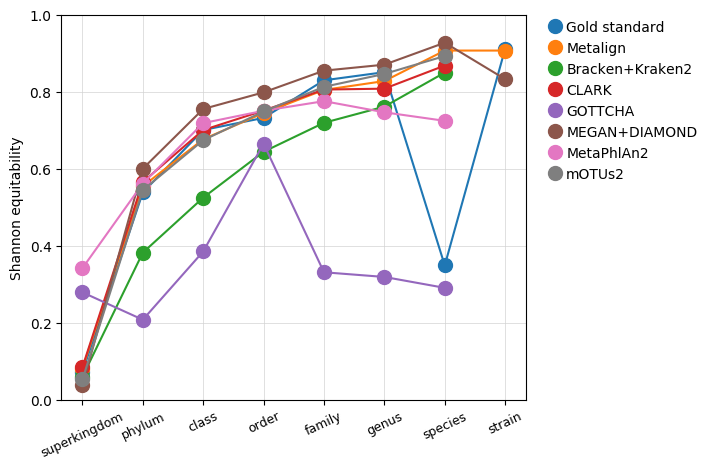 1.0
0.8
0.6
0.4
0.2
0.0
Shannon equitability
superkingdom
phylum
class
order
family
genus
species
strain
Gold standard
Metalign
Bracken+Kraken2
CLARK
GOTTCHA
MEGAN+DIAMOND
MetaPhlAn2
mOTUs2